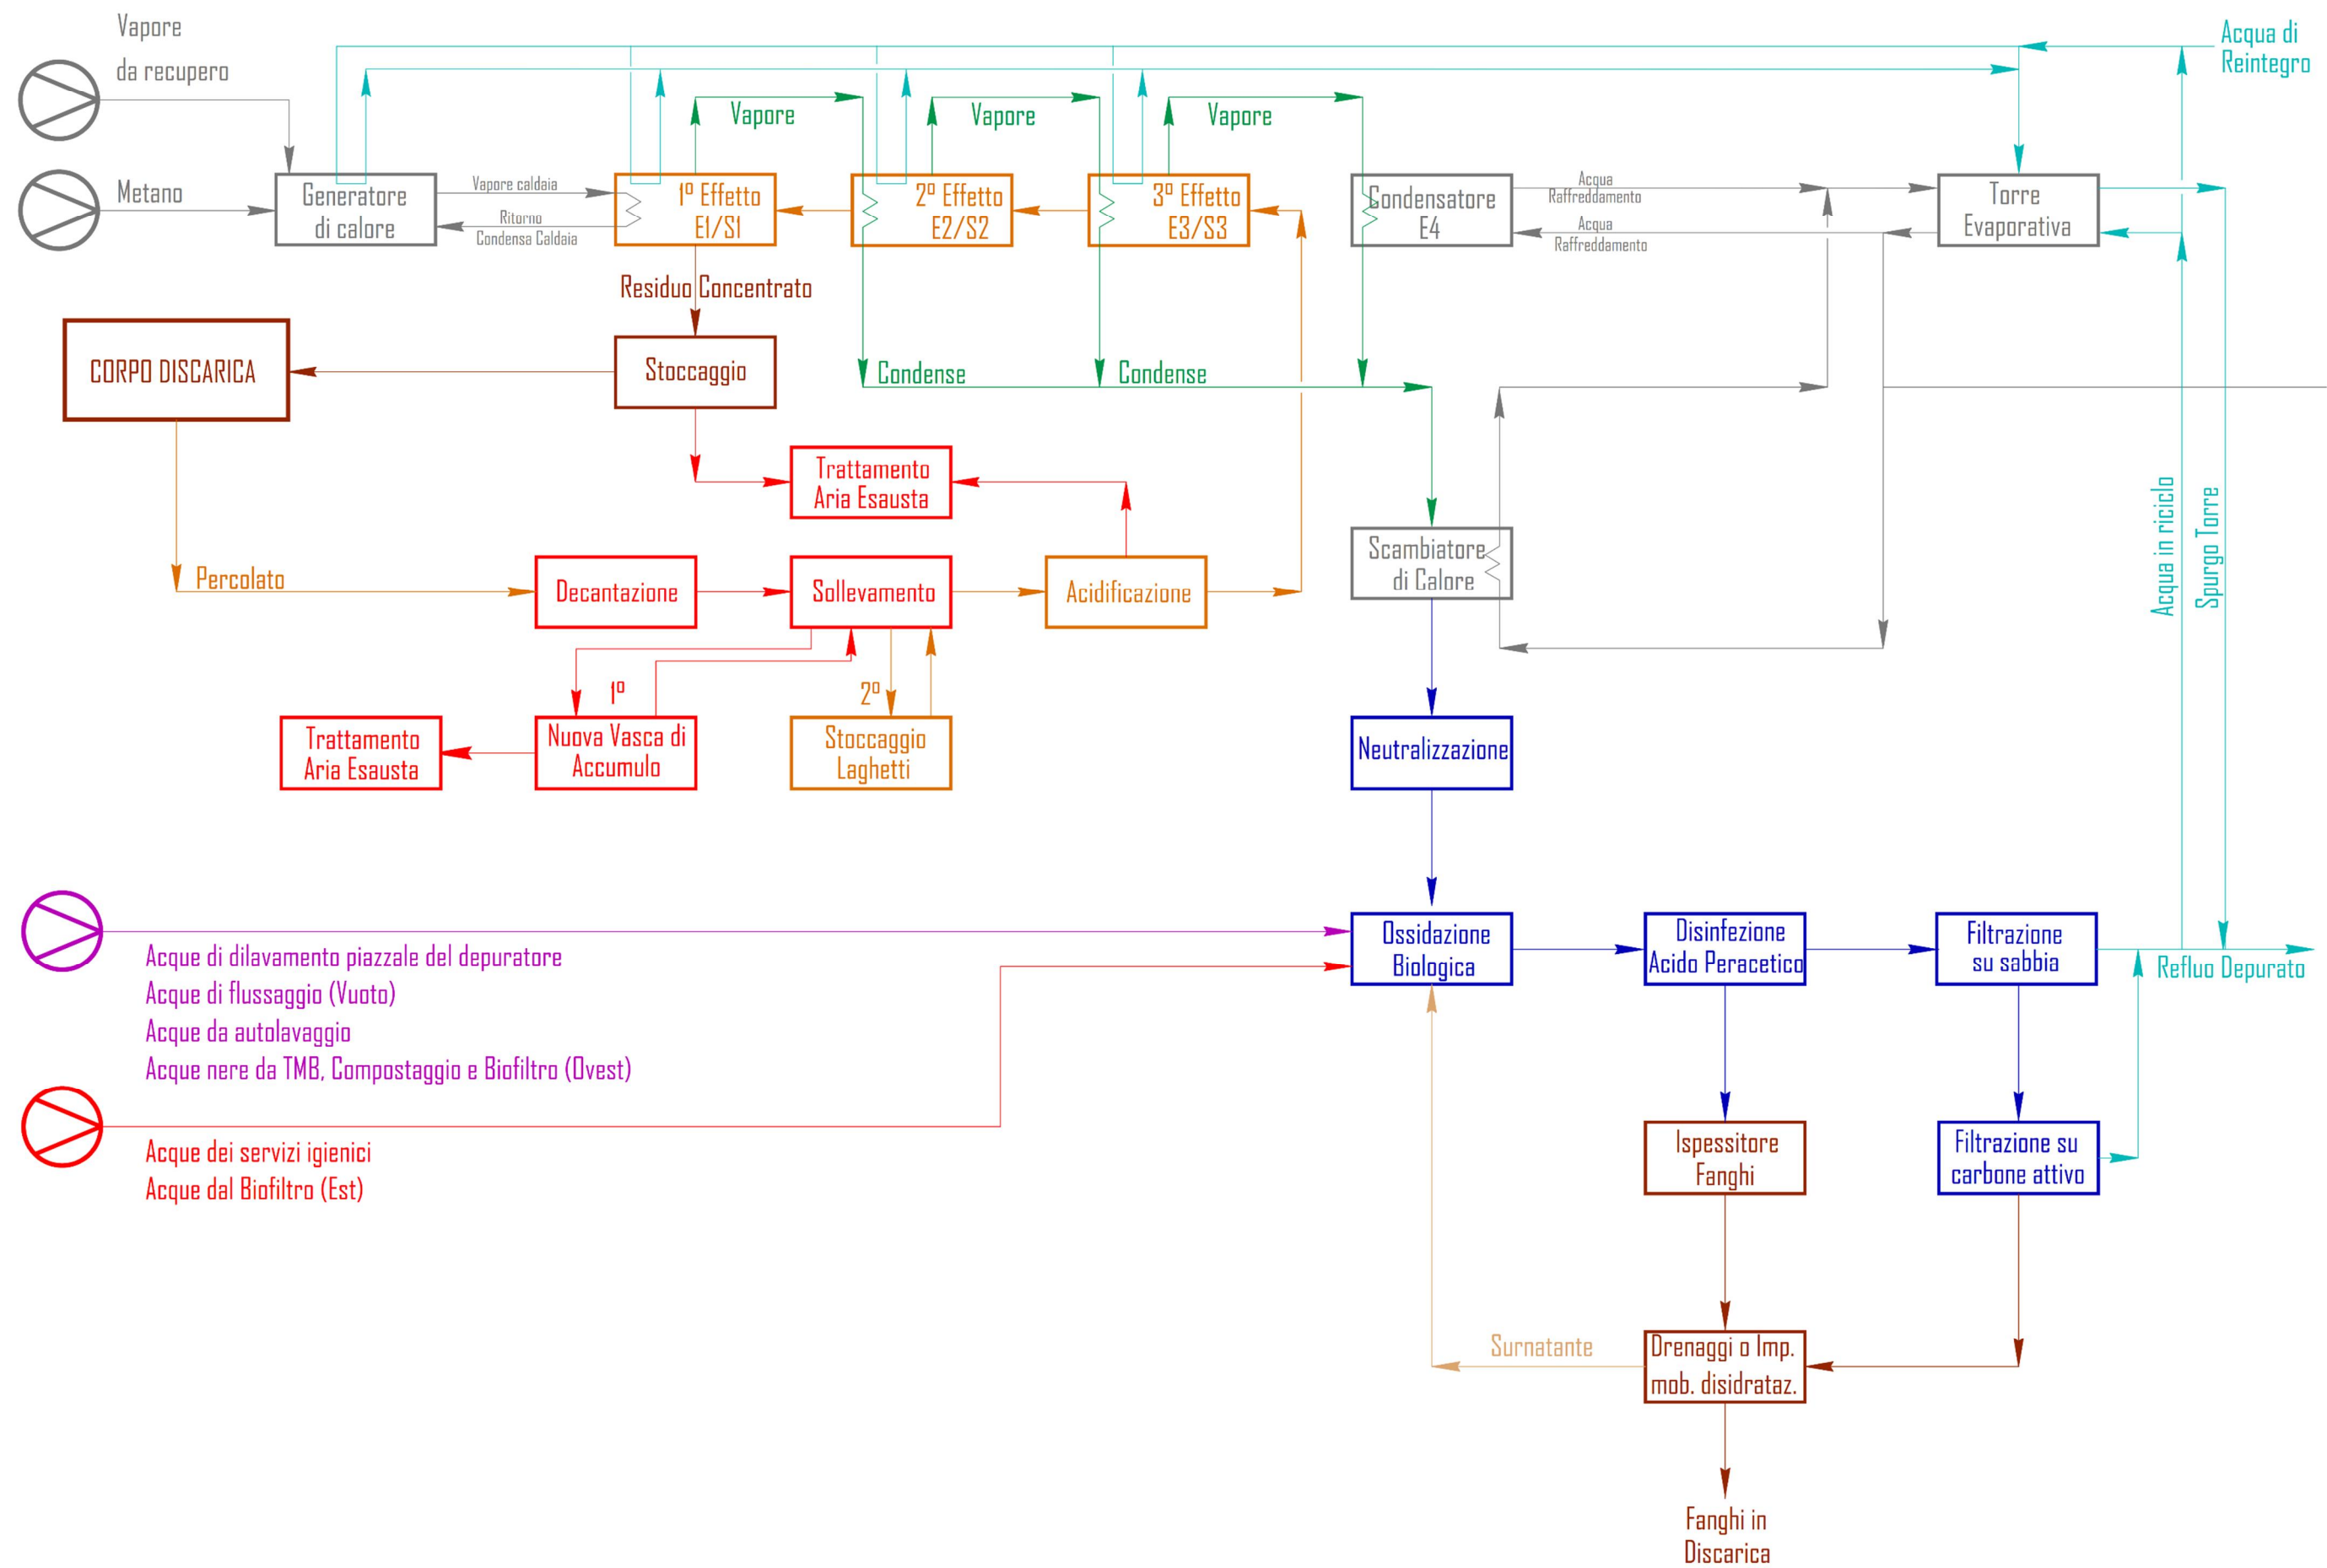 Vapore
da recupero
Acqua di
Reintegro
Vapore
Vapore
Vapore
Metano
Generatore
di calore
Vapore caldaia
Ritorno
Condensa Caldaia
1º Effetto
E1/S1
2º Effetto
E2/S2
3º Effetto
E3/S3
Condensatore
E4
Acqua
Raffreddamento
Acqua
Raffreddamento
Torre
Evaporativa
Residuo Concentrato
CORPO DISCARICA
Stoccaggio
Condense
Condense
Trattamento
Aria Esausta
Acqua in riciclo
Spurgo Torre
Scambiatore
di Calore
Percolato
Decantazione
Sollevamento
Acidificazione
1º
2º
Trattamento
Aria Esausta
Nuova Vasca di
Accumulo
Stoccaggio
Laghetti
Neutralizzazione
Ossidazione
Biologica
Disinfezione
Acido Peracetico
Filtrazione
su sabbia
Refluo Depurato
Acque di dilavamento piazzale del depuratore
Acque di flussaggio (Vuoto)
Acque da autolavaggio
Acque nere da TMB, Compostaggio e Biofiltro (Ovest)
Acque dei servizi igienici
Acque dal Biofiltro (Est)
Ispessitore
Fanghi
Filtrazione su
carbone attivo
Surnatante
Drenaggi o Imp.
mob. disidrataz.
Fanghi in
Discarica